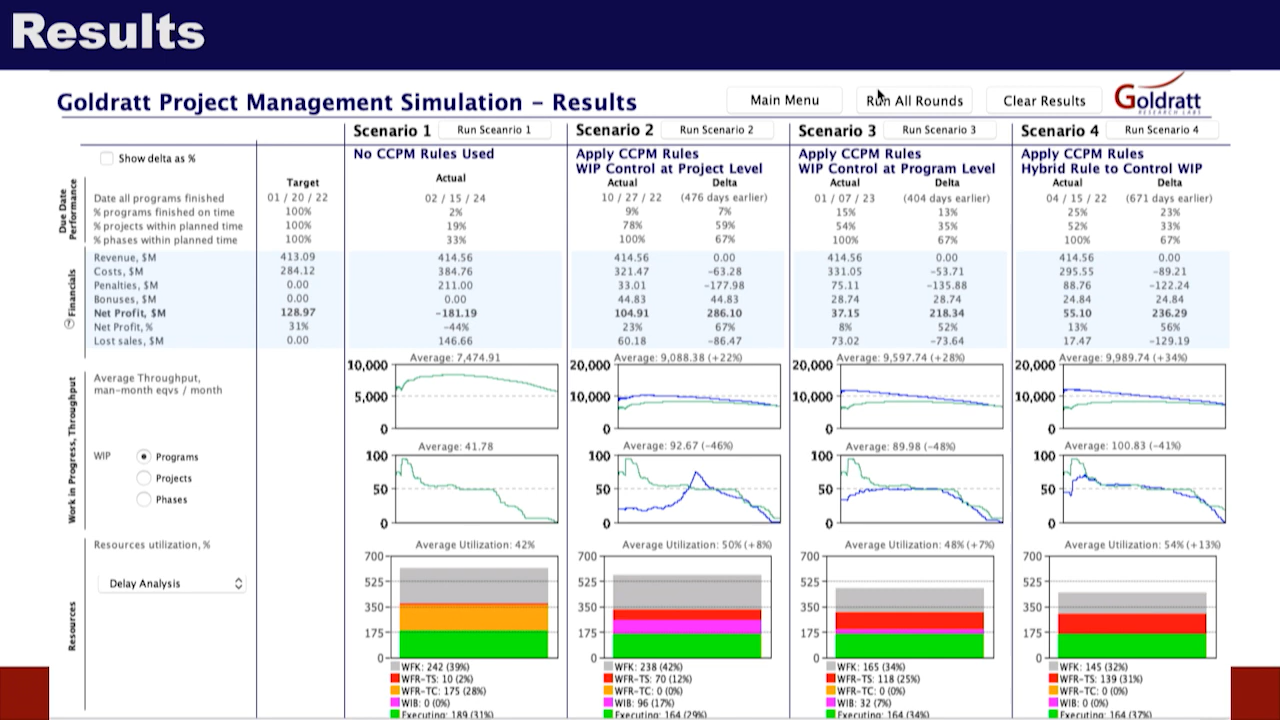 Results
Goldratt Project Management Simulation – Results
Main Menu
Run All Rounds
Clear Results
Goldratt
RESEARCH LABS
Scenario 1
Run Sceanrio 1
Scenario 2
Run Scenario 2
Scenario 3
Run Scenario 3
Scenario 4
Run Scenario 4
Show delta as %
No CCPM Rules Used
Apply CCPM Rules
WIP Control at Project Level
Apply CCPM Rules
WIP Control at Program Level
Apply CCPM Rules
Hybrid Rule to Control WIP
Target
Actual
Actual Delta
Actual Delta
Actual Delta
Due Date
Performance
Date all programs finished 01 / 20 / 22 02 / 15 / 24 10 / 27 / 22 (476 days earlier) 01 / 07 / 23 (404 days earlier) 04 / 15 / 22 (671 days earlier)
% programs finished on time 100% 2% 9% 7% 15% 13% 25% 23%
% projects within planned time 100% 19% 78% 59% 54% 35% 52% 33%
% phases within planned time 100% 33% 100% 67% 100% 67% 100% 67%
Financials
Revenue, $M 413.09 414.56 414.56 0.00 414.56 0.00 414.56 0.00
Costs, $M 284.12 384.76 321.47 -63.28 331.05 -53.71 295.55 -89.21
Penalties, $M 0.00 211.00 33.01 -177.98 75.11 -135.88 88.76 -122.24
Bonuses, $M 0.00 0.00 44.83 44.83 28.74 28.74 24.84 24.84
Net Profit, $M 128.97 -181.19 104.91 286.10 37.15 218.34 55.10 236.29
Net Profit, % 31% -44% 23% 67% 8% 52% 13% 56%
Lost sales, $M 0.00 146.66 60.18 -86.47 73.02 -73.64 17.47 -129.19
Work in Progress, Throughput
Average Throughput,
man-month eqvs / month
Average: 7,474.91
10,000
5,000
0
Average: 9,088.38 (+22%)
20,000
10,000
0
Average: 9,597.74 (+28%)
20,000
10,000
0
Average: 9,989.74 (+34%)
20,000
10,000
0
WIP
Programs
Projects
Phases
Average: 41.78
100
50
0
Average: 92.67 (-46%)
100
50
0
Average: 89.98 (-48%)
100
50
0
Average: 100.83 (-41%)
100
50
0
Resources
Resources utilization, %
Delay Analysis
Average Utilization: 42%
700
525
350
175
0
WFK: 242 (39%)
WFR-TS: 10 (2%)
WFR-TC: 175 (28%)
WIB: 0 (0%)
Executing: 189 (31%)
Average Utilization: 50% (+8%)
700
525
350
175
0
WFK: 238 (42%)
WFR-TS: 70 (12%)
WFR-TC: 0 (0%)
WIB: 96 (17%)
Executing: 164 (29%)
Average Utilization: 48% (+7%)
700
525
350
175
0
WFK: 165 (34%)
WFR-TS: 118 (25%)
WFR-TC: 0 (0%)
WIB: 32 (7%)
Executing: 164 (34%)
Average Utilization: 54% (+13%)
700
525
350
175
0
WFK: 145 (32%)
WFR-TS: 139 (31%)
WFR-TC: 0 (0%)
WIB: 0 (0%)
Executing: 164 (37%)